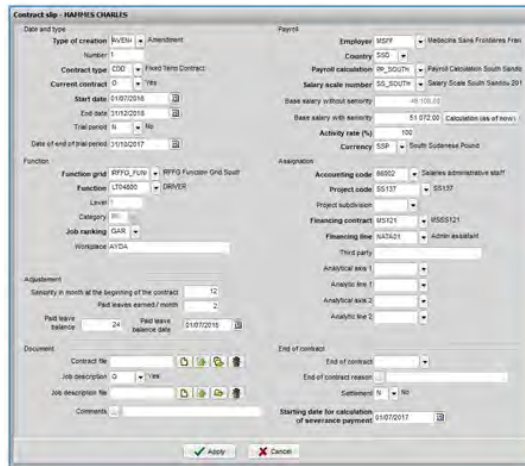 Contract slip - HAMMES CHARLES
Date and type
Type of creation AVEN Amendment
Number 1
Contract type CDD Fixed Term Contract
Current contract O Yes
Start date 01/07/2018
End date 31/12/2018
Trial period N No
Date of end of trial period 31/10/2017
Function
Function grid IRFFG_FUN RFFG Function Grid Sout
Function LT04800 DRIVER
Level 1
Category
Job ranking GAR
Workplace AYDA
Adjustement
Seniority in month at the beginning of the contract 12
Paid leaves earned / month 2
Paid leave balance 24 Paid leave balance date 01/07/2018
Document
Contract file
Job description O Yes
Job description file
Comments
Payroll
Employer MSFF Medecins Sans Frontieres Fran
Country SSD
Payroll calculation PP_SOUTH Payroll Calculation South Sanda
Salary scale number SS_SOUTH Salary Scale South Sandou 201
Base salary without seniority
Base salary with seniority 51 072,00 Calculation (as of now)
Activity rate (%) 100
Currency SSP South Sudanese Pound
Assignation
Accounting code 66002 Salaries administrative staff
Project code SS137 SS137
Project subdivision
Financing contract MS121 MSSS121
Financing line NATA21 Admin assistant
Third party
Analytical axis 1
Analytic line 1
Analytical axis 2
Analytic line 2
End of contract
End of contract
End of contract reason
Settlement N No
Starting date for calculation
of severance payment 01/07/2017
Apply Cancel